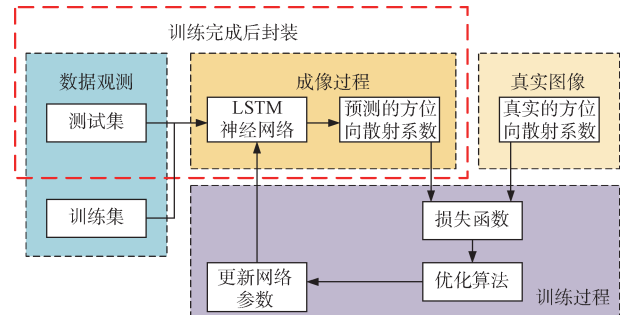 训练完成后封装
数据观测
成像过程
真实图像
测试集
LSTM
神经网络
预测的方位
向散射系数
真实的方位
向散射系数
训练集
损失函数
更新网络
参数
优化算法
训练过程